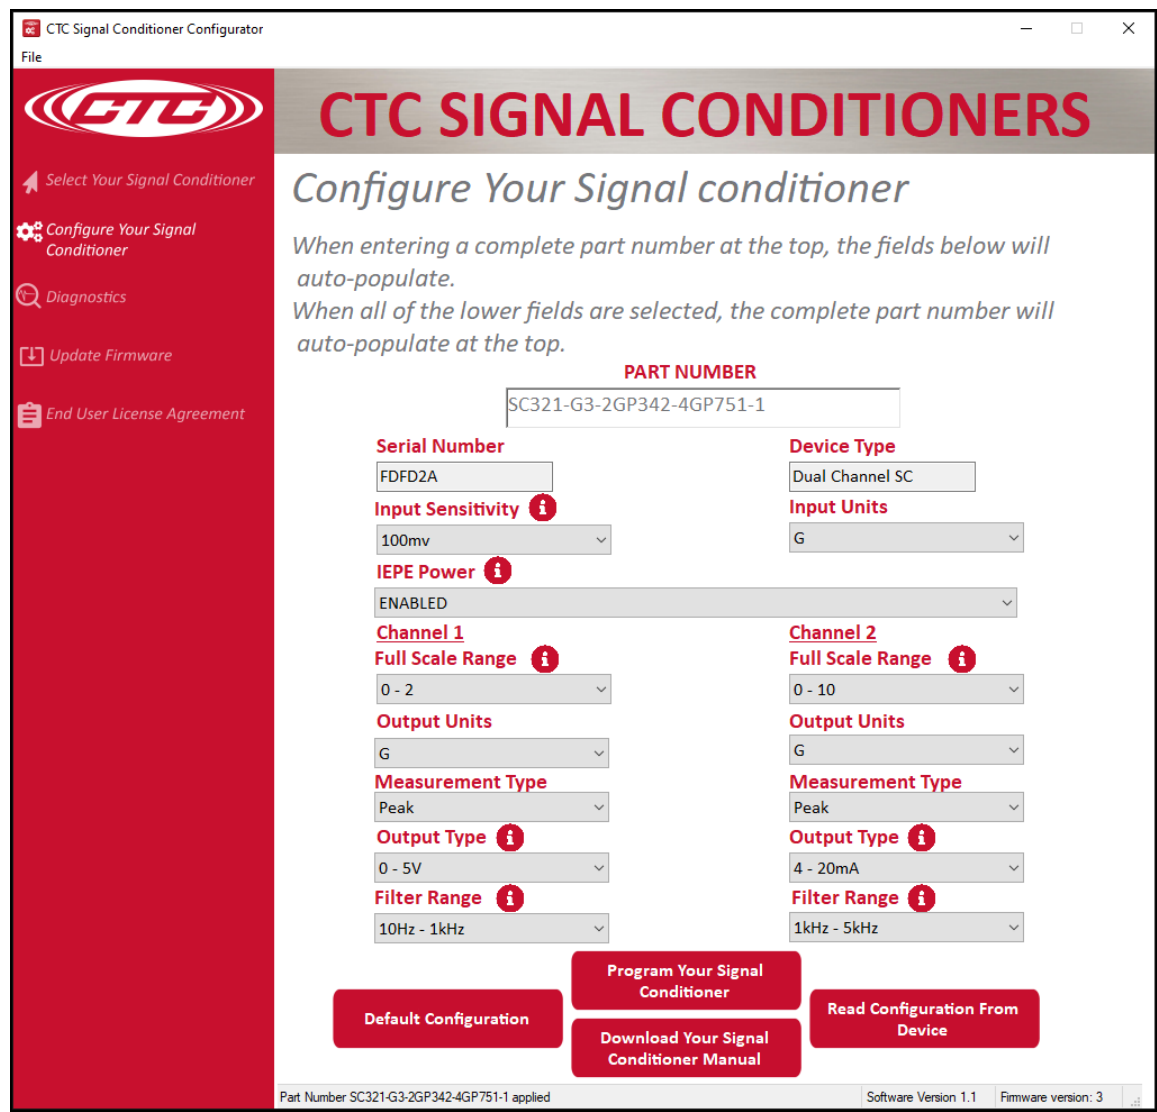 CTC Signal Conditioner Configurator
File
CTC
CTC SIGNAL CONDITIONERS
Select Your Signal Conditioner
Configure Your Signal
Conditioner
Diagnostics
Update Firmware
End User License Agreement
Configure Your Signal conditioner
When entering a complete part number at the top, the fields below will
auto-populate.
When all of the lower fields are selected, the complete part number will
auto-populate at the top.
PART NUMBER
SC321-G3-2GP342-4GP751-1
Serial Number Device Type
FDFD2A Dual Channel SC
Input Sensitivity i Input Units
100mv G
IEPE Power i
ENABLED
Channel 1 Channel 2
Full Scale Range i Full Scale Range i
0 - 2 0 - 10
Output Units Output Units
G G
Measurement Type Measurement Type
Peak Peak
Output Type i Output Type i
0 - 5V 4 - 20mA
Filter Range i Filter Range i
10Hz - 1kHz 1kHz - 5kHz
Program Your Signal
Conditioner
Default Configuration
Read Configuration From
Device
Download Your Signal
Conditioner Manual
Part Number SC321-G3-2GP342-4GP751-1 applied Software Version 1.1 Firmware version: 3